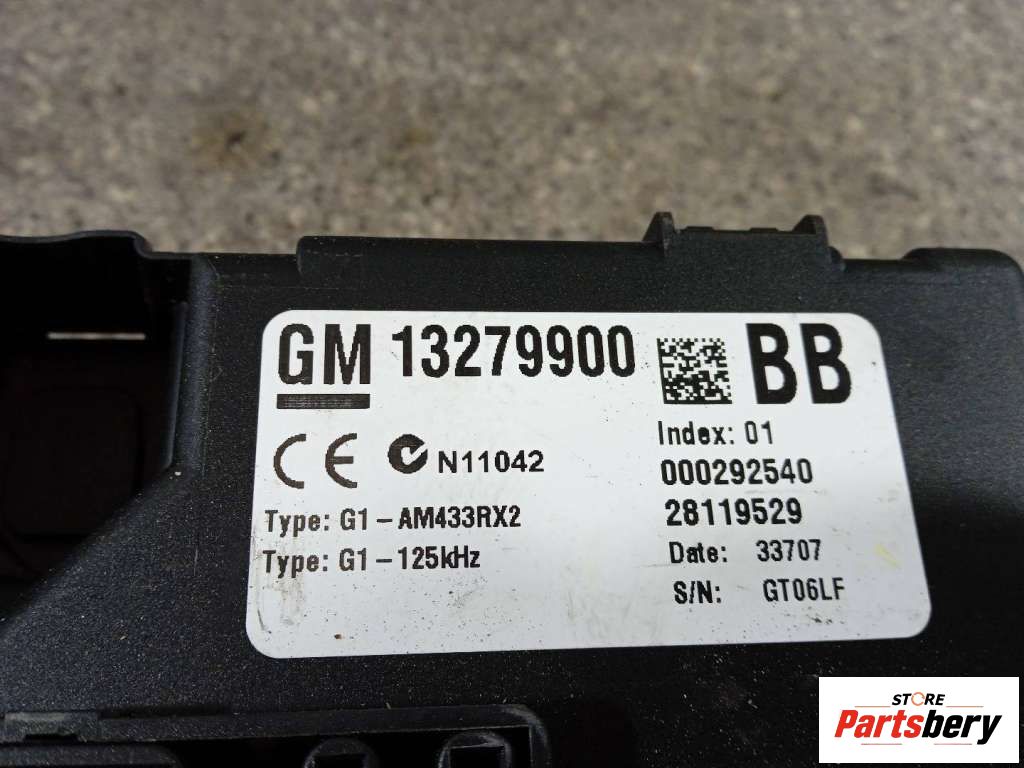 GM 13279900 BB
CE N11042
Index: 01
000292540
Type: G1-AM433RX2
28119529
Type: G1-125kHz
Date: 33707
S/N: GT06LF
STORE
Partsbery